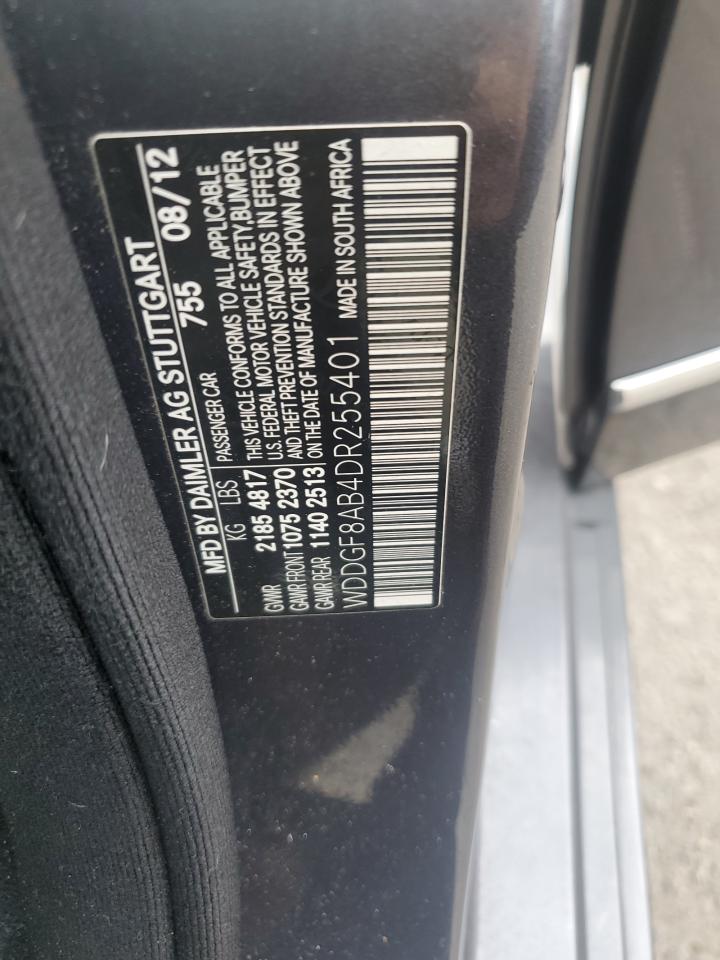 MFD BY DAIMLER AG STUTTGART
755 08/12
KG LBS PASSENGER CAR
GVWR 2185 4817 THIS VEHICLE CONFORMS TO ALL APPLICABLE
GAWR FRONT 1075 2370 U.S. FEDERAL MOTOR VEHICLE SAFETY,BUMPER
GAWR REAR 1140 2513 AND THEFT PREVENTION STANDARDS IN EFFECT
ON THE DATE OF MANUFACTURE SHOWN ABOVE
WDDGF8AB4DR255401 MADE IN SOUTH AFRICA